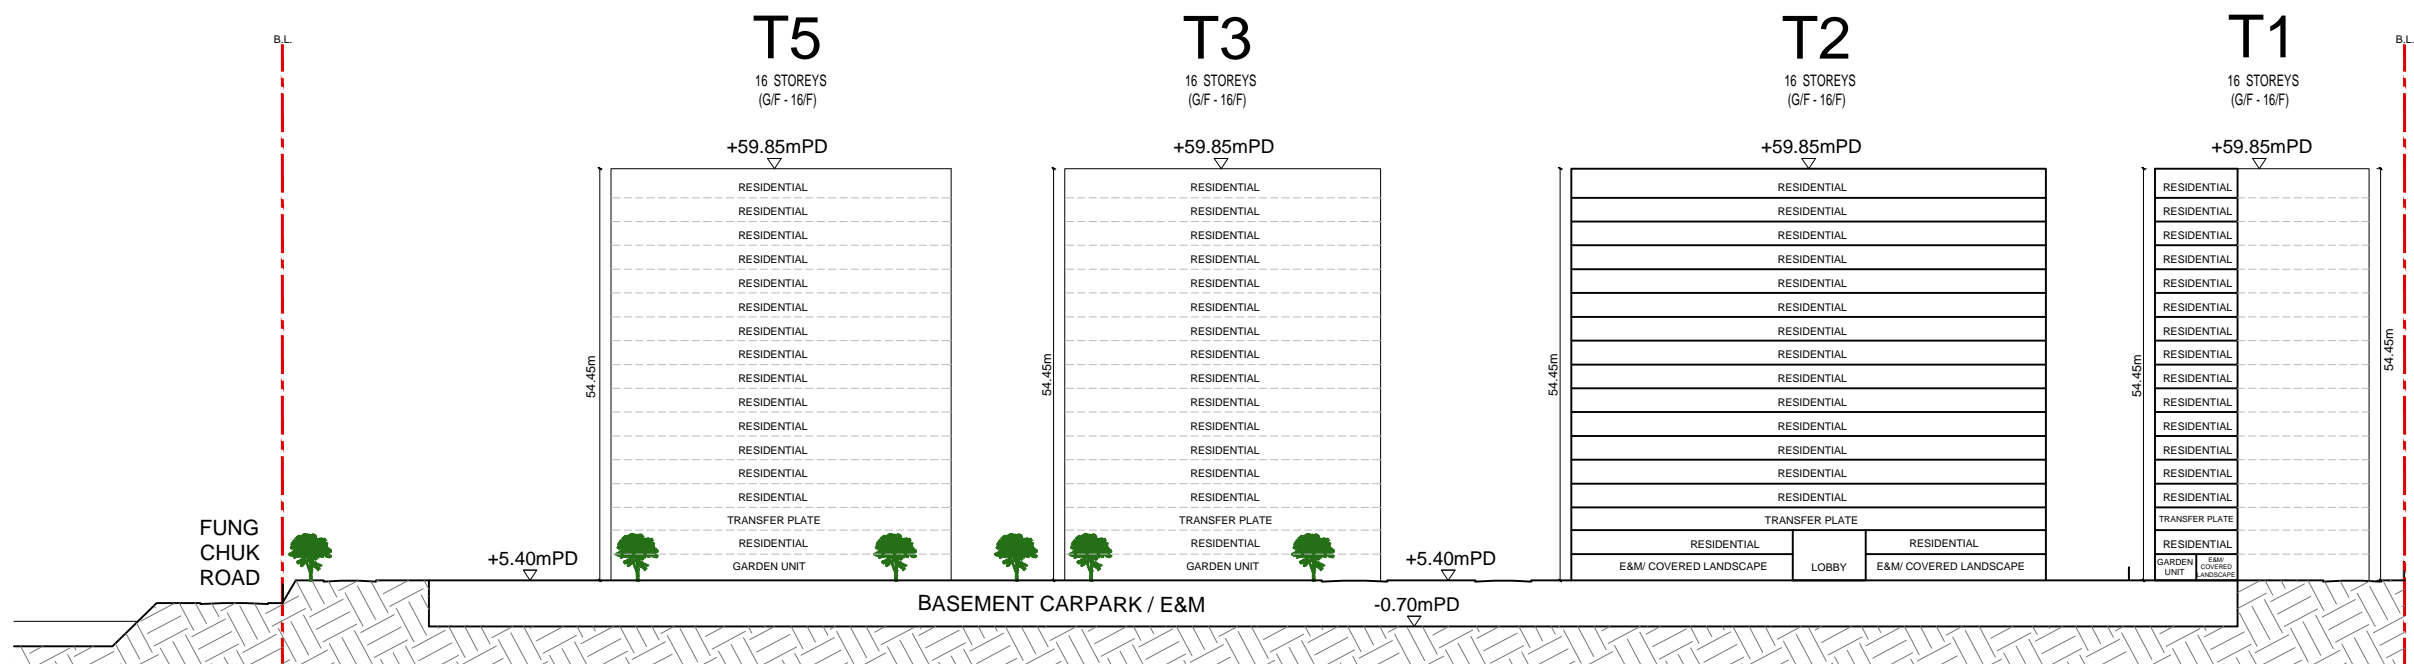 B.L.
T5
16 STOREYS
(G/F - 16/F)
T3
16 STOREYS
(G/F - 16/F)
T2
16 STOREYS
(G/F - 16/F)
T1
16 STOREYS
(G/F - 16/F)
B.L.
+59.85mPD
+59.85mPD
+59.85mPD
+59.85mPD
54.45m
RESIDENTIAL
RESIDENTIAL
RESIDENTIAL
RESIDENTIAL
RESIDENTIAL
RESIDENTIAL
RESIDENTIAL
RESIDENTIAL
RESIDENTIAL
RESIDENTIAL
RESIDENTIAL
RESIDENTIAL
RESIDENTIAL
RESIDENTIAL
TRANSFER PLATE
RESIDENTIAL
GARDEN UNIT
54.45m
RESIDENTIAL
RESIDENTIAL
RESIDENTIAL
RESIDENTIAL
RESIDENTIAL
RESIDENTIAL
RESIDENTIAL
RESIDENTIAL
RESIDENTIAL
RESIDENTIAL
RESIDENTIAL
RESIDENTIAL
RESIDENTIAL
RESIDENTIAL
TRANSFER PLATE
RESIDENTIAL
GARDEN UNIT
54.45m
RESIDENTIAL
RESIDENTIAL
RESIDENTIAL
RESIDENTIAL
RESIDENTIAL
RESIDENTIAL
RESIDENTIAL
RESIDENTIAL
RESIDENTIAL
RESIDENTIAL
RESIDENTIAL
RESIDENTIAL
RESIDENTIAL
RESIDENTIAL
TRANSFER PLATE
RESIDENTIAL
RESIDENTIAL
E&M/ COVERED LANDSCAPE
LOBBY
E&M/ COVERED LANDSCAPE
54.45m
RESIDENTIAL
RESIDENTIAL
RESIDENTIAL
RESIDENTIAL
RESIDENTIAL
RESIDENTIAL
RESIDENTIAL
RESIDENTIAL
RESIDENTIAL
RESIDENTIAL
RESIDENTIAL
RESIDENTIAL
RESIDENTIAL
RESIDENTIAL
TRANSFER PLATE
RESIDENTIAL
GARDEN
UNIT
E&M/
COVERED
LANDSCAPE
54.45m
FUNG
CHUK
ROAD
+5.40mPD
+5.40mPD
BASEMENT CARPARK / E&M
-0.70mPD